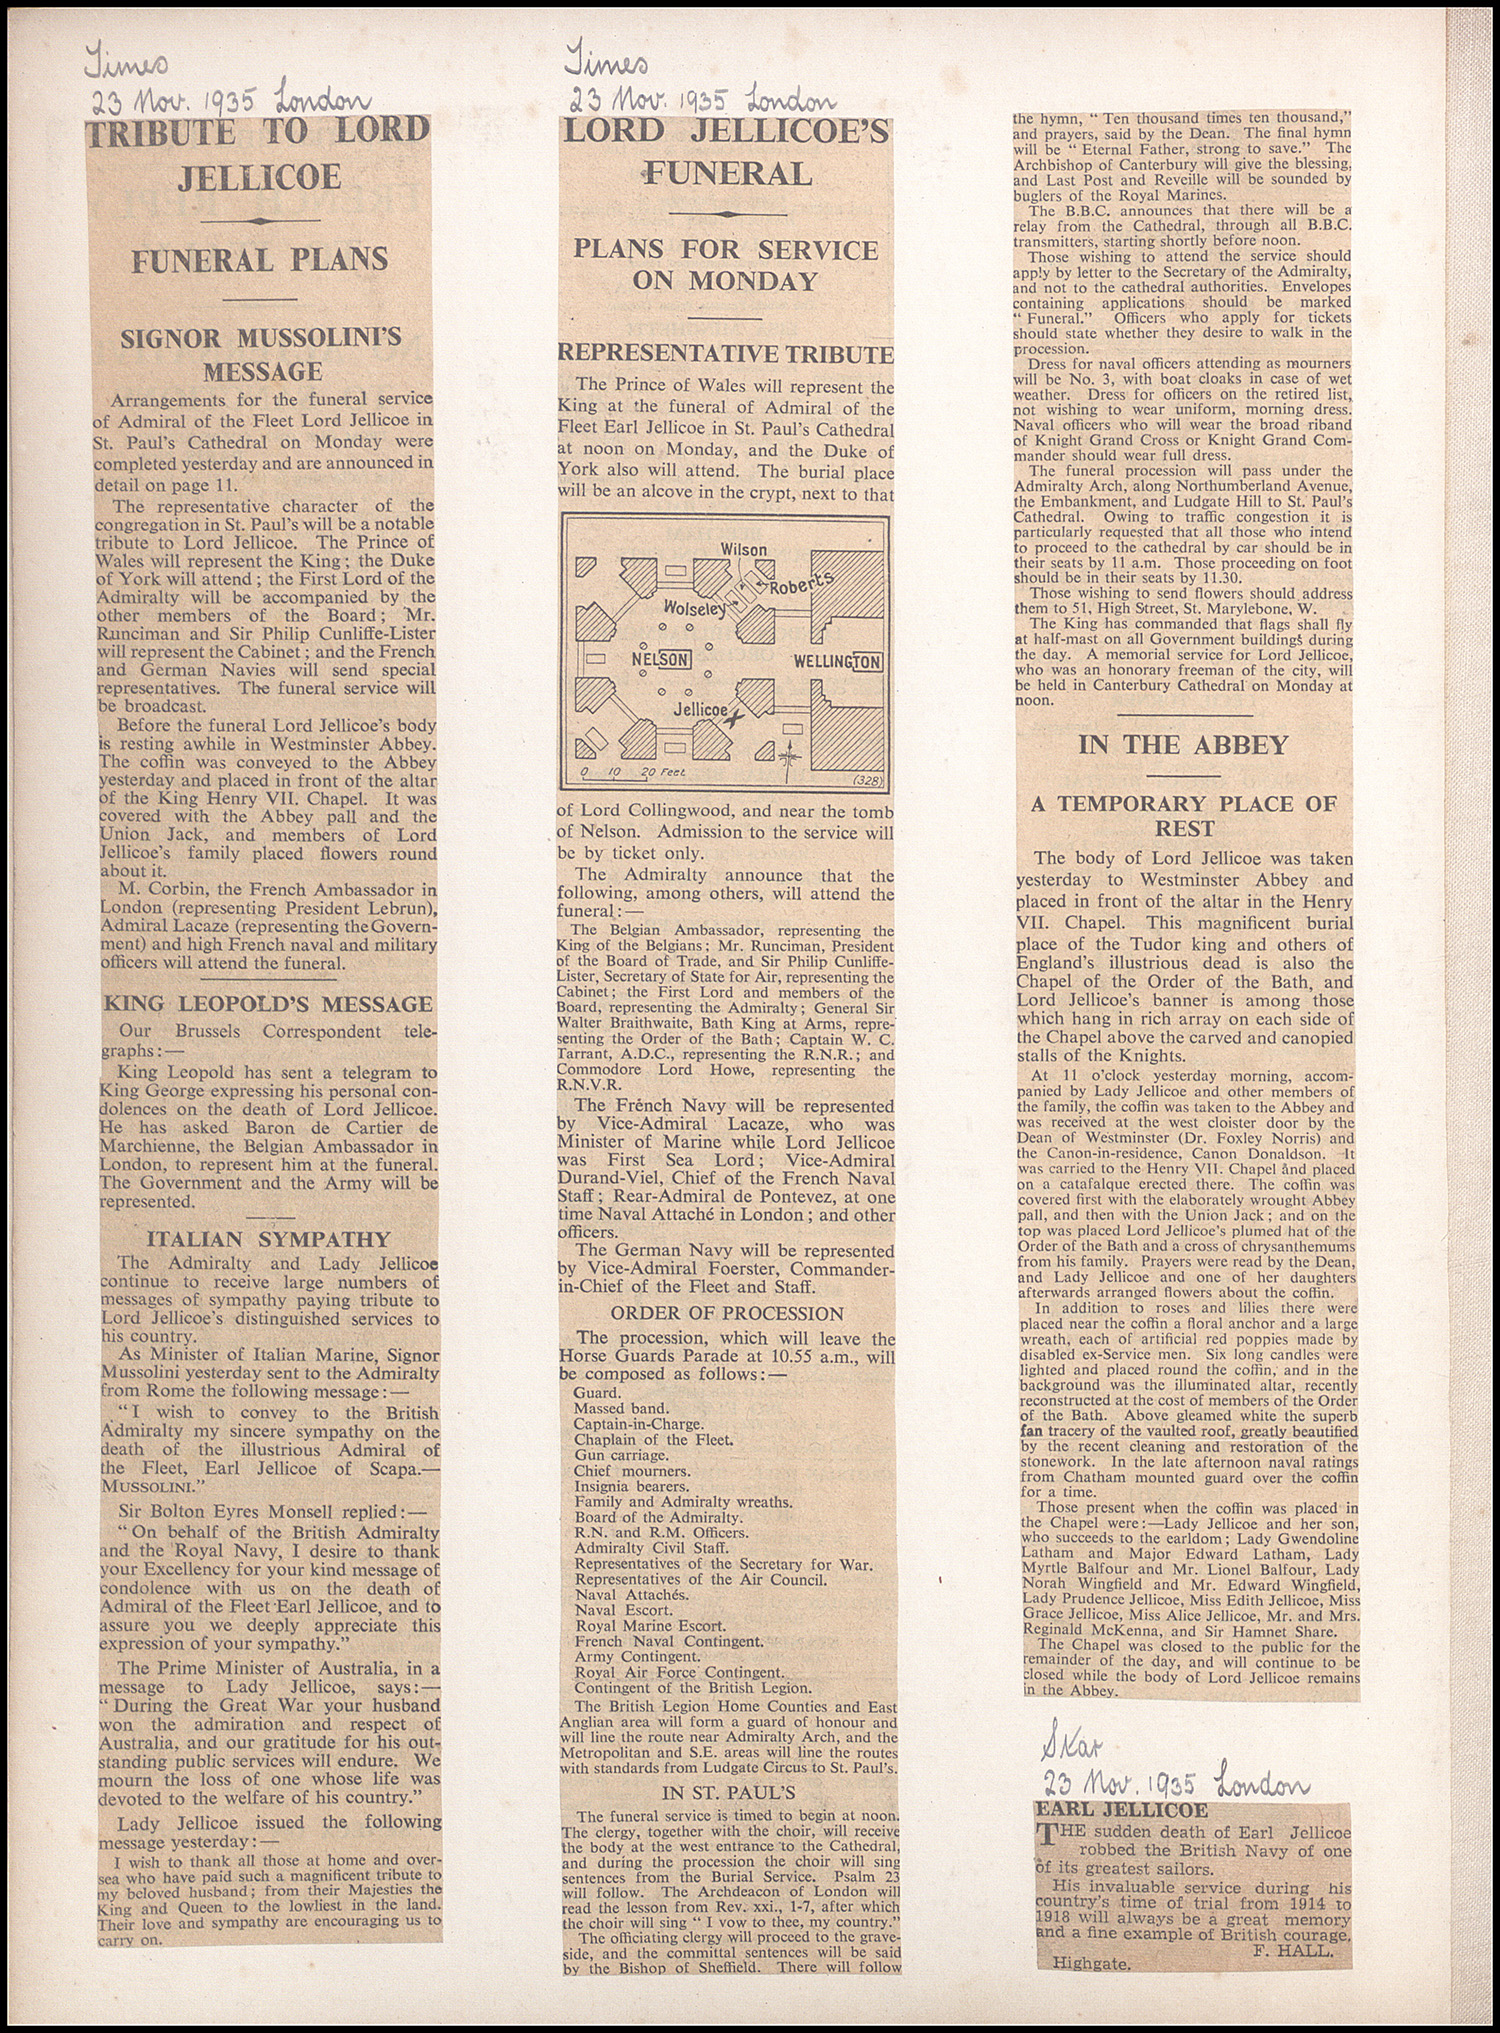 Times
23 Nov. 1935 London
TRIBUTE TO LORD
JELLICOE
FUNERAL PLANS
SIGNOR MUSSOLINI'S
MESSAGE
Arrangements for the funeral service
of Admiral of the Fleet Lord Jellicoe in
St. Paul's Cathedral on Monday were
completed yesterday and are announced in
detail on page 11.
The representative character of the
congregation in St. Paul's will be a notable
tribute to Lord Jellicoe. The Prince of
Wales will represent the King; the Duke
of York will attend; the First Lord of the
Admiralty will be accompanied by the
other members of the Board; Mr.
Runciman and Sir Philip Cunliffe-Lister
will represent the Cabinet; and the French
and German Navies will send special
representatives. The funeral service will
be broadcast.
Before the funeral Lord Jellicoe's body
is resting awhile in Westminster Abbey.
The coffin was conveyed to the Abbey
yesterday and placed in front of the altar
of the King Henry VII. Chapel. It was
covered with the Abbey pall and the
Union Jack, and members of Lord
Jellicoe's family placed flowers round
about it.
M. Corbin, the French Ambassador in
London (representing President Lebrun),
Admiral Lacaze (representing the Govern-
ment) and high French naval and military
officers will attend the funeral.
KING LEOPOLD'S MESSAGE
Our Brussels Correspondent tele-
graphs:—
King Leopold has sent a telegram to
King George expressing his personal con-
dolences on the death of Lord Jellicoe.
He has asked Baron de Cartier de
Marchienne, the Belgian Ambassador in
London, to represent him at the funeral.
The Government and the Army will be
represented.
ITALIAN SYMPATHY
The Admiralty and Lady Jellicoe
continue to receive large numbers of
messages of sympathy paying tribute to
Lord Jellicoe's distinguished services to
his country.
As Minister of Italian Marine, Signor
Mussolini yesterday sent to the Admiralty
from Rome the following message:—
"I wish to convey to the British
Admiralty my sincere sympathy on the
death of the illustrious Admiral of
the Fleet, Earl Jellicoe of Scapa.—
MUSSOLINI."
Sir Bolton Eyres Monsell replied:—
"On behalf of the British Admiralty
and the Royal Navy, I desire to thank
your Excellency for your kind message of
condolence with us on the death of
Admiral of the Fleet Earl Jellicoe, and to
assure you we deeply appreciate this
expression of your sympathy."
The Prime Minister of Australia, in a
message to Lady Jellicoe, says:—
"During the Great War your husband
won the admiration and respect of
Australia, and our gratitude for his out-
standing public services will endure. We
mourn the loss of one whose life was
devoted to the welfare of his country."
Lady Jellicoe issued the following
message yesterday:—
I wish to thank all those at home and over-
sea who have paid such a magnificent tribute to
my beloved husband; from their Majesties the
King and Queen to the lowliest in the land.
Their love and sympathy are encouraging us to
carry on.
Times
23 Nov. 1935 London
LORD JELLICOE'S
FUNERAL
PLANS FOR SERVICE
ON MONDAY
REPRESENTATIVE TRIBUTE
The Prince of Wales will represent the
King at the funeral of Admiral of the
Fleet Earl Jellicoe in St. Paul's Cathedral
at noon on Monday, and the Duke of
York also will attend. The burial place
will be an alcove in the crypt, next to that
Wilson
Roberts
Wolseley
NELSON
WELLINGTON
Jellicoe
0 10 20 Feet
(328)
of Lord Collingwood, and near the tomb
of Nelson. Admission to the service will
be by ticket only.
The Admiralty announce that the
following, among others, will attend the
funeral:—
The Belgian Ambassador, representing the
King of the Belgians; Mr. Runciman, President
of the Board of Trade, and Sir Philip Cunliffe-
Lister, Secretary of State for Air, representing the
Cabinet; the First Lord and members of the
Board, representing the Admiralty; General Sir
Walter Braithwaite, Bath King at Arms, repre-
senting the Order of the Bath; Captain W. C.
Tarrant, A.D.C., representing the R.N.R.; and
Commodore Lord Howe, representing the
R.N.V.R.
The French Navy will be represented
by Vice-Admiral Lacaze, who was
Minister of Marine while Lord Jellicoe
was First Sea Lord; Vice-Admiral
Durand-Viel, Chief of the French Naval
Staff; Rear-Admiral de Pontevez, at one
time Naval Attaché in London; and other
officers.
The German Navy will be represented
by Vice-Admiral Foerster, Commander-
in-Chief of the Fleet and Staff.
ORDER OF PROCESSION
The procession, which will leave the
Horse Guards Parade at 10.55 a.m., will
be composed as follows:—
Guard.
Massed band.
Captain-in-Charge.
Chaplain of the Fleet.
Gun carriage.
Chief mourners.
Insignia bearers.
Family and Admiralty wreaths.
Board of the Admiralty.
R.N. and R.M. Officers.
Admiralty Civil Staff.
Representatives of the Secretary for War.
Representatives of the Air Council.
Naval Attachés.
Naval Escort.
Royal Marine Escort.
French Naval Contingent.
Army Contingent.
Royal Air Force Contingent.
Contingent of the British Legion.
The British Legion Home Counties and East
Anglian area will form a guard of honour and
will line the route near Admiralty Arch, and the
Metropolitan and S.E. areas will line the routes
with standards from Ludgate Circus to St. Paul's.
IN ST. PAUL'S
The funeral service is timed to begin at noon.
The clergy, together with the choir, will receive
the body at the west entrance to the Cathedral,
and during the procession the choir will sing
sentences from the Burial Service. Psalm 23
will follow. The Archdeacon of London will
read the lesson from Rev. xxi., 1-7, after which
the choir will sing "I vow to thee, my country."
The officiating clergy will proceed to the grave-
side, and the committal sentences will be said
by the Bishop of Sheffield. There will follow
the hymn, "Ten thousand times ten thousand,"
and prayers, said by the Dean. The final hymn
will be "Eternal Father, strong to save." The
Archbishop of Canterbury will give the blessing,
and Last Post and Reveille will be sounded by
buglers of the Royal Marines.
The B.B.C. announces that there will be a
relay from the Cathedral, through all B.B.C.
transmitters, starting shortly before noon.
Those wishing to attend the service should
apply by letter to the Secretary of the Admiralty,
and not to the cathedral authorities. Envelopes
containing applications should be marked
"Funeral." Officers who apply for tickets
should state whether they desire to walk in the
procession.
Dress for naval officers attending as mourners
will be No. 3, with boat cloaks in case of wet
weather. Dress for officers on the retired list,
not wishing to wear uniform, morning dress.
Naval officers who will wear the broad riband
of Knight Grand Cross or Knight Grand Com-
mander should wear full dress.
The funeral procession will pass under the
Admiralty Arch, along Northumberland Avenue,
the Embankment, and Ludgate Hill to St. Paul's
Cathedral. Owing to traffic congestion it is
particularly requested that all those who intend
to proceed to the cathedral by car should be in
their seats by 11 a.m. Those proceeding on foot
should be in their seats by 11.30.
Those wishing to send flowers should address
them to 51, High Street, St. Marylebone, W.
The King has commanded that flags shall fly
at half-mast on all Government buildings during
the day. A memorial service for Lord Jellicoe,
who was an honorary freeman of the city, will
be held in Canterbury Cathedral on Monday at
noon.
IN THE ABBEY
A TEMPORARY PLACE OF
REST
The body of Lord Jellicoe was taken
yesterday to Westminster Abbey and
placed in front of the altar in the Henry
VII. Chapel. This magnificent burial
place of the Tudor king and others of
England's illustrious dead is also the
Chapel of the Order of the Bath, and
Lord Jellicoe's banner is among those
which hang in rich array on each side of
the Chapel above the carved and canopied
stalls of the Knights.
At 11 o'clock yesterday morning, accom-
panied by Lady Jellicoe and other members of
the family, the coffin was taken to the Abbey and
was received at the west cloister door by the
Dean of Westminster (Dr. Foxley Norris) and
the Canon-in-residence, Canon Donaldson. It
was carried to the Henry VII. Chapel and placed
on a catafalque erected there. The coffin was
covered first with the elaborately wrought Abbey
pall, and then with the Union Jack; and on the
top was placed Lord Jellicoe's plumed hat of the
Order of the Bath and a cross of chrysanthemums
from his family. Prayers were read by the Dean,
and Lady Jellicoe and one of her daughters
afterwards arranged flowers about the coffin.
In addition to roses and lilies there were
placed near the coffin a floral anchor and a large
wreath, each of artificial red poppies made by
disabled ex-Service men. Six long candles were
lighted and placed round the coffin, and in the
background was the illuminated altar, recently
reconstructed at the cost of members of the Order
of the Bath. Above gleamed white the superb
fan tracery of the vaulted roof, greatly beautified
by the recent cleaning and restoration of the
stonework. In the late afternoon naval ratings
from Chatham mounted guard over the coffin
for a time.
Those present when the coffin was placed in
the Chapel were:—Lady Jellicoe and her son,
who succeeds to the earldom; Lady Gwendoline
Latham and Major Edward Latham, Lady
Myrtle Balfour and Mr. Lionel Balfour, Lady
Norah Wingfield and Mr. Edward Wingfield,
Lady Prudence Jellicoe, Miss Edith Jellicoe, Miss
Grace Jellicoe, Miss Alice Jellicoe, Mr. and Mrs.
Reginald McKenna, and Sir Hamnet Share.
The Chapel was closed to the public for the
remainder of the day, and will continue to be
closed while the body of Lord Jellicoe remains
in the Abbey.
Star
23 Nov. 1935 London
EARL JELLICOE
THE sudden death of Earl Jellicoe
robbed the British Navy of one
of its greatest sailors.
His invaluable service during his
country's time of trial from 1914 to
1918 will always be a great memory
and a fine example of British courage.
F. HALL.
Highgate.